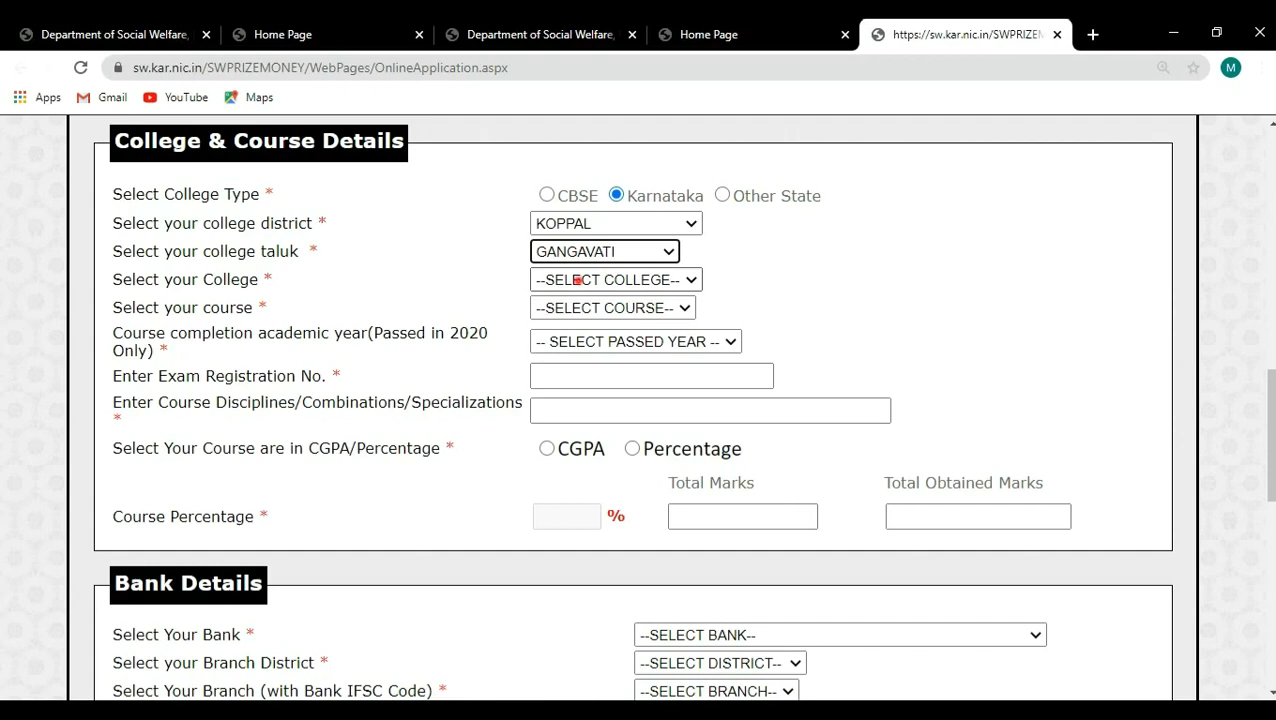 Department of Social Welfare,
Home Page
Department of Social Welfare,
Home Page
https://sw.kar.nic.in/SWPRIZEMON
sw.kar.nic.in/SWPRIZEMONEY/WebPages/OnlineApplication.aspx
M
Apps
Gmail
YouTube
Maps
College & Course Details
Select College Type * CBSE Karnataka Other State
Select your college district * KOPPAL
Select your college taluk * GANGAVATI
Select your College * --SELECT COLLEGE--
Select your course * --SELECT COURSE--
Course completion academic year(Passed in 2020
Only) * -- SELECT PASSED YEAR --
Enter Exam Registration No. *
Enter Course Disciplines/Combinations/Specializations
*
Select Your Course are in CGPA/Percentage * CGPA Percentage
Total Marks Total Obtained Marks
Course Percentage * %
Bank Details
Select Your Bank * --SELECT BANK--
Select your Branch District * --SELECT DISTRICT--
Select Your Branch (with Bank IFSC Code) * --SELECT BRANCH--